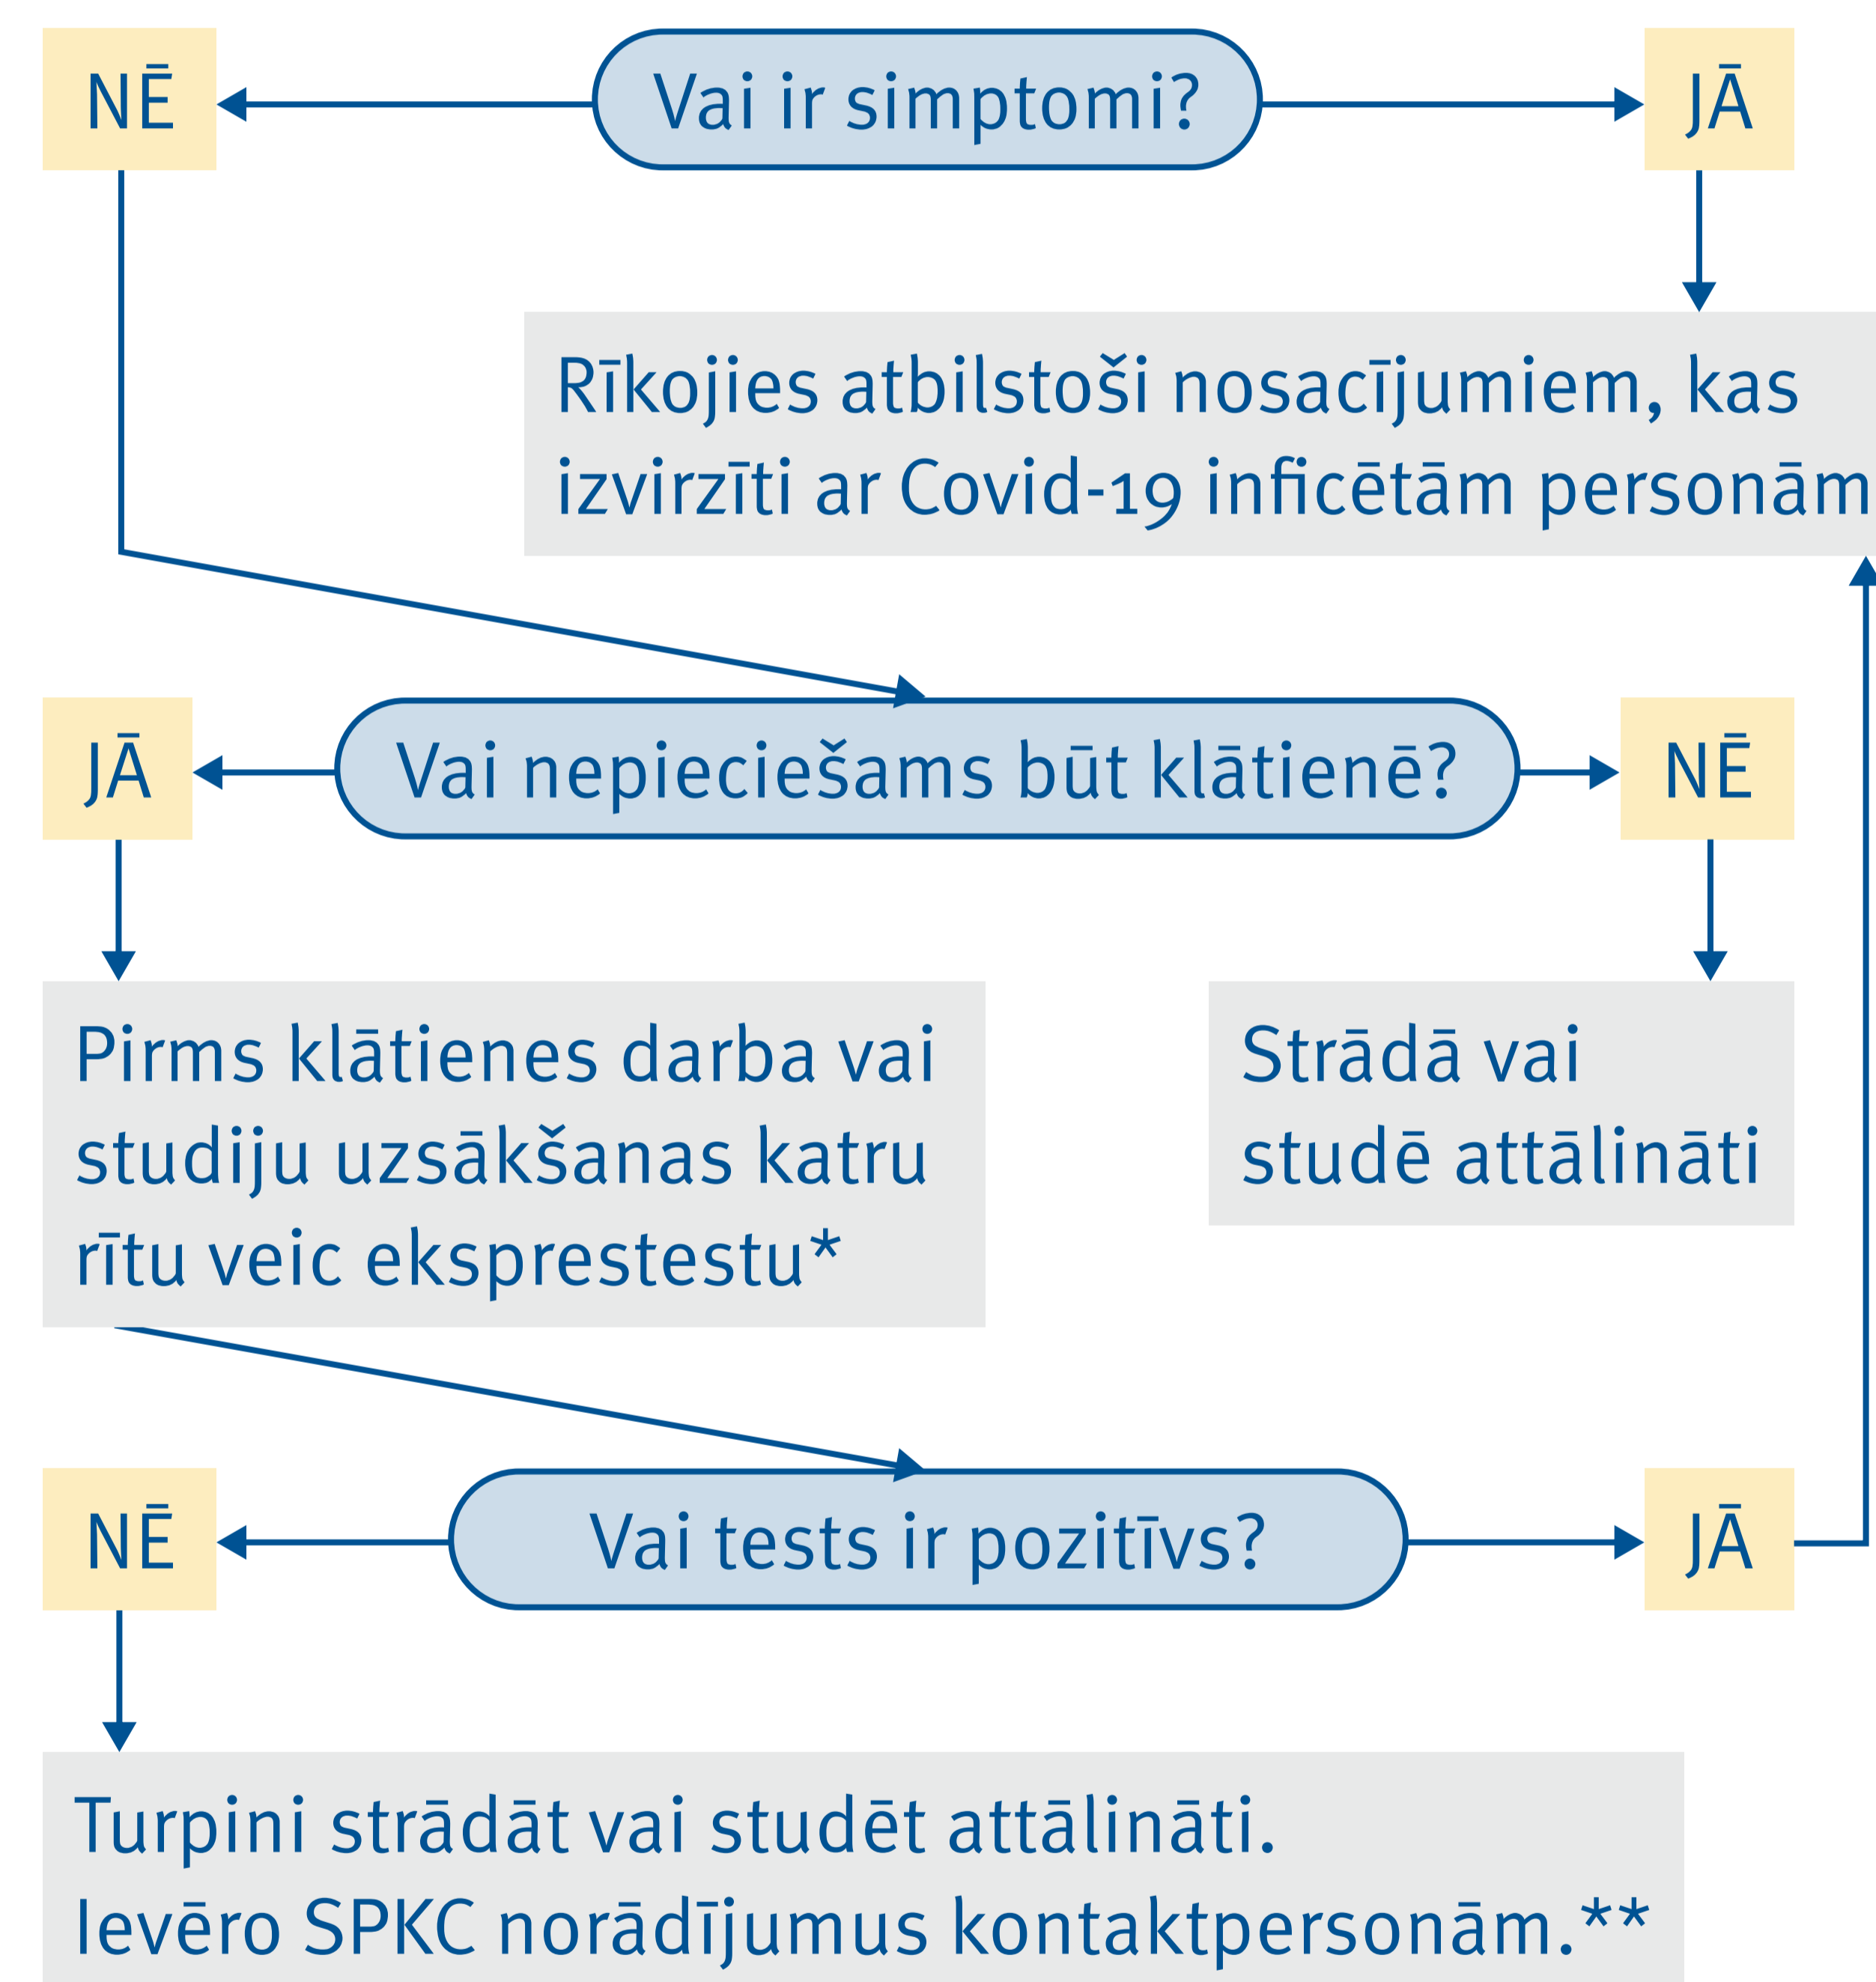 NĒ
Vai ir simptomi?
JĀ
Rīkojies atbilstoši nosacījumiem, kas
izvirzīti ar Covid-19 inficētām personām
JĀ
Vai nepieciešams būt klātienē?
NĒ
Pirms klātienes darba vai
studiju uzsākšanas katru
rītu veic eksprestestu*
Strādā vai
studē attālināti
NĒ
Vai tests ir pozitīvs?
JĀ
Turpini strādāt vai studēt attālināti.
Ievēro SPKC norādījumus kontaktpersonām.**